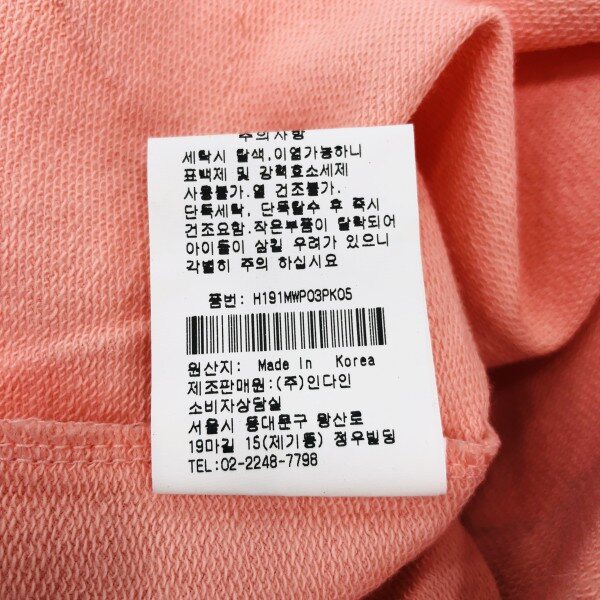 주의사항
세탁시 탈색,이염가능하니
표백제 및 강력효소세제
사용불가.열 건조불가.
단독세탁, 단독탈수 후 즉시
건조요함.작은부품이 탈락되어
아이들이 삼킬 우려가 있으니
각별히 주의 하십시요
품번: H191MWP03PK05
원산지: Made In Korea
제조판매원:(주)인다인
소비자상담실
서울시 동대문구 왕산로
19마길 15(제기동) 정우빌딩
TEL:02-2248-7798